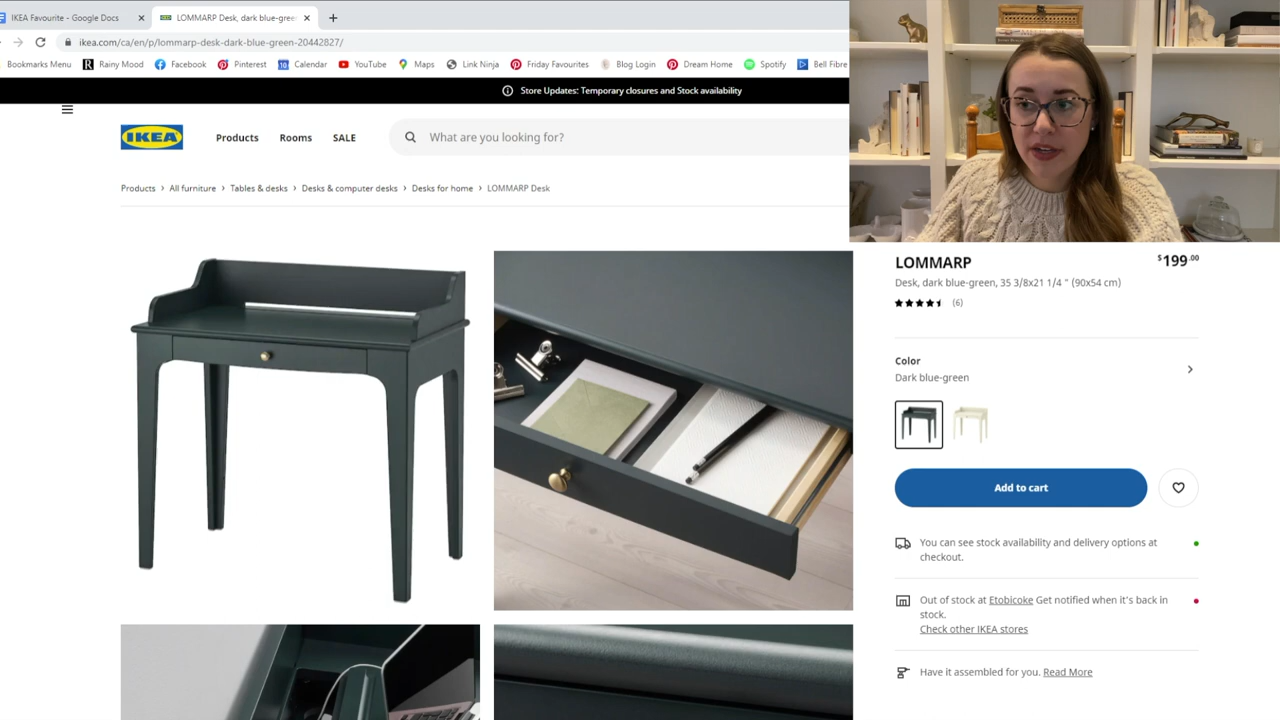 IKEA Favourite - Google Docs
LOMMARP Desk, dark blue-gree
ikea.com/ca/en/p/lommarp-desk-dark-blue-green-20442827/
Bookmarks Menu Rainy Mood Facebook Pinterest Calendar YouTube Maps Link Ninja Friday Favourites Blog Login Dream Home Spotify Bell Fibre
Store Updates: Temporary closures and Stock availability
IKEA Products Rooms SALE What are you looking for?
Products > All furniture > Tables & desks > Desks & computer desks > Desks for home > LOMMARP Desk
LOMMARP $199.00
Desk, dark blue-green, 35 3/8x21 1/4 " (90x54 cm)
(6)
Color
Dark blue-green
Add to cart
You can see stock availability and delivery options at
checkout.
Out of stock at Etobicoke Get notified when it's back in
stock.
Check other IKEA stores
Have it assembled for you. Read More